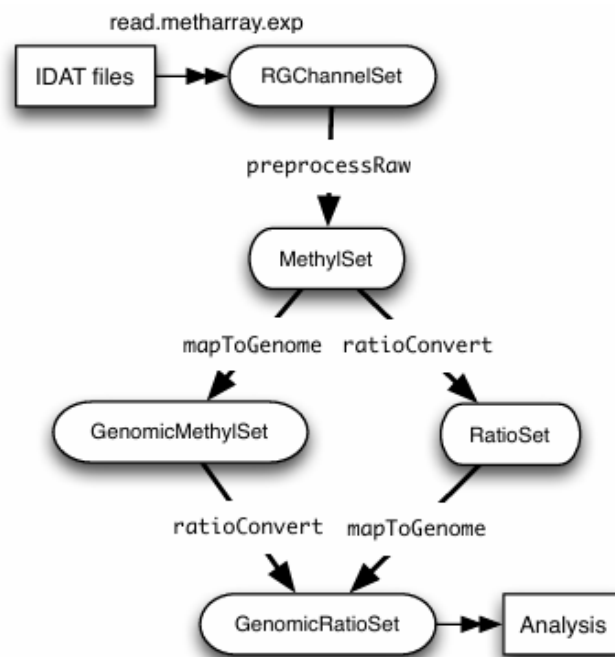 read.metharray.exp
IDAT files
RGChannelSet
preprocessRaw
MethylSet
mapToGenome ratioConvert
GenomicMethylSet
RatioSet
ratioConvert mapToGenome
GenomicRatioSet
Analysis